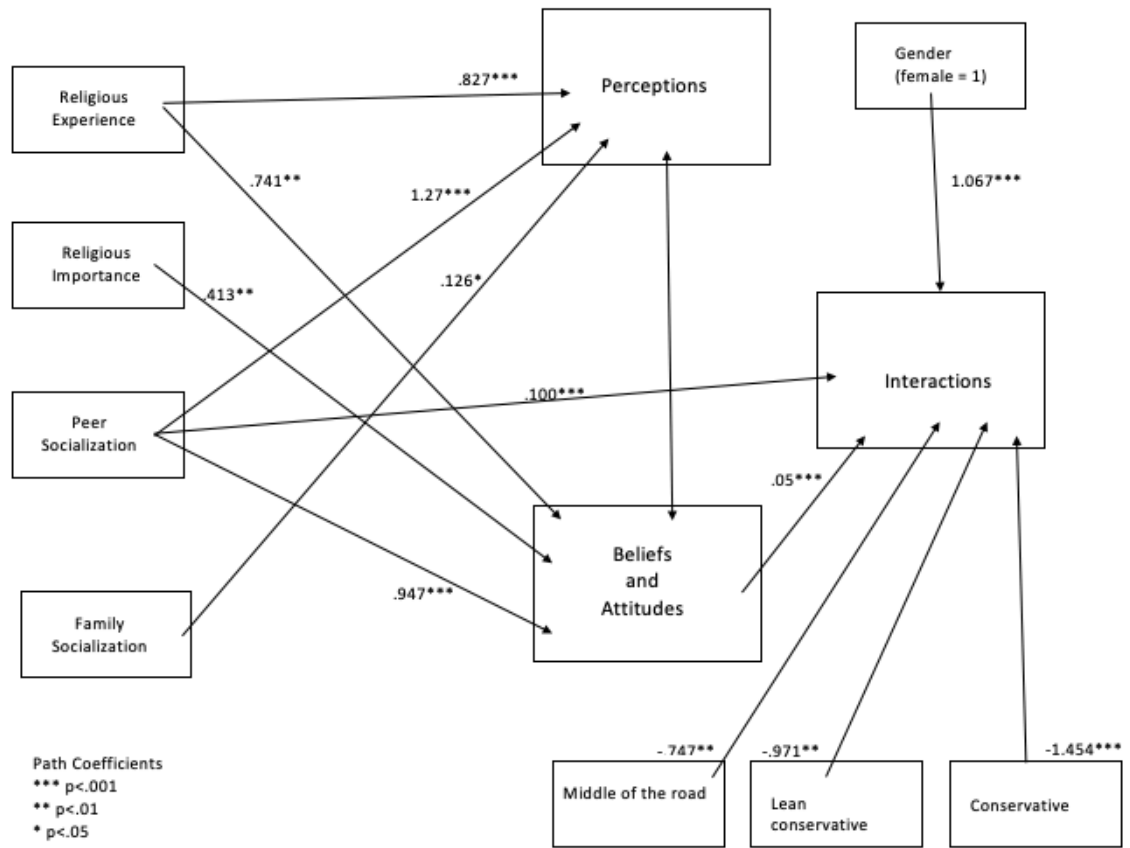 Religious
Experience
.827***
Perceptions
Gender
(female = 1)
.741**
1.27***
1.067***
Religious
Importance
.413**
.126*
Peer
Socialization
.100***
Interactions
.05***
Beliefs
and
Attitudes
.947***
Family
Socialization
-.747**
-.971**
-1.454***
Middle of the road
Lean
conservative
Conservative
Path Coefficients
*** p<.001
** p<.01
* p<.05